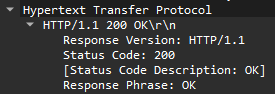 Hypertext Transfer Protocol
HTTP/1.1 200 OK\r\n
Response Version: HTTP/1.1
Status Code: 200
[Status Code Description: OK]
Response Phrase: OK